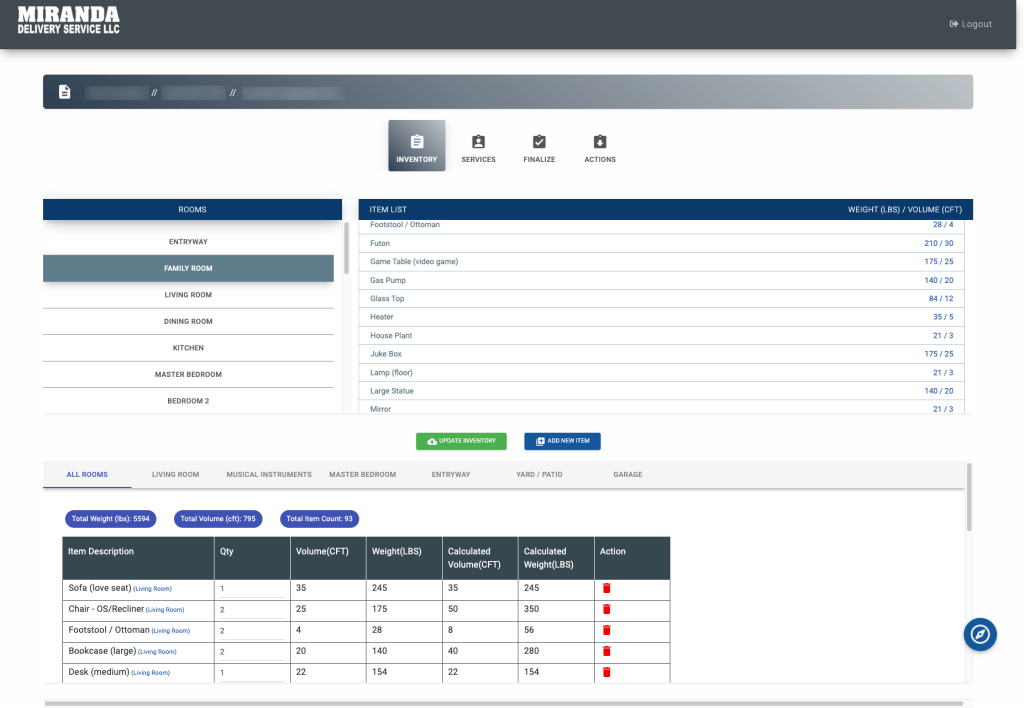 MIRANDA
DELIVERY SERVICE LLC
Logout
// //
INVENTORY SERVICES FINALIZE ACTIONS
ROOMS
ENTRYWAY
FAMILY ROOM
LIVING ROOM
DINING ROOM
KITCHEN
MASTER BEDROOM
BEDROOM 2
ITEM LIST WEIGHT (LBS) / VOLUME (CFT)
Footstool / Ottoman 28 / 4
Futon 210 / 30
Game Table (video game) 175 / 25
Gas Pump 140 / 20
Glass Top 84 / 12
Heater 35 / 5
House Plant 21 / 3
Juke Box 175 / 25
Lamp (floor) 21 / 3
Large Statue 140 / 20
Mirror 21 / 3
UPDATE INVENTORY ADD NEW ITEM
ALL ROOMS LIVING ROOM MUSICAL INSTRUMENTS MASTER BEDROOM ENTRYWAY YARD / PATIO GARAGE
Total Weight (lbs): 5594 Total Volume (cft): 795 Total Item Count: 93
Item Description Qty Volume(CFT) Weight(LBS) Calculated Volume(CFT) Calculated Weight(LBS) Action
Sofa (love seat) (Living Room) 1 35 245 35 245
Chair - OS/Recliner (Living Room) 2 25 175 50 350
Footstool / Ottoman (Living Room) 2 4 28 8 56
Bookcase (large) (Living Room) 2 20 140 40 280
Desk (medium) (Living Room) 1 22 154 22 154